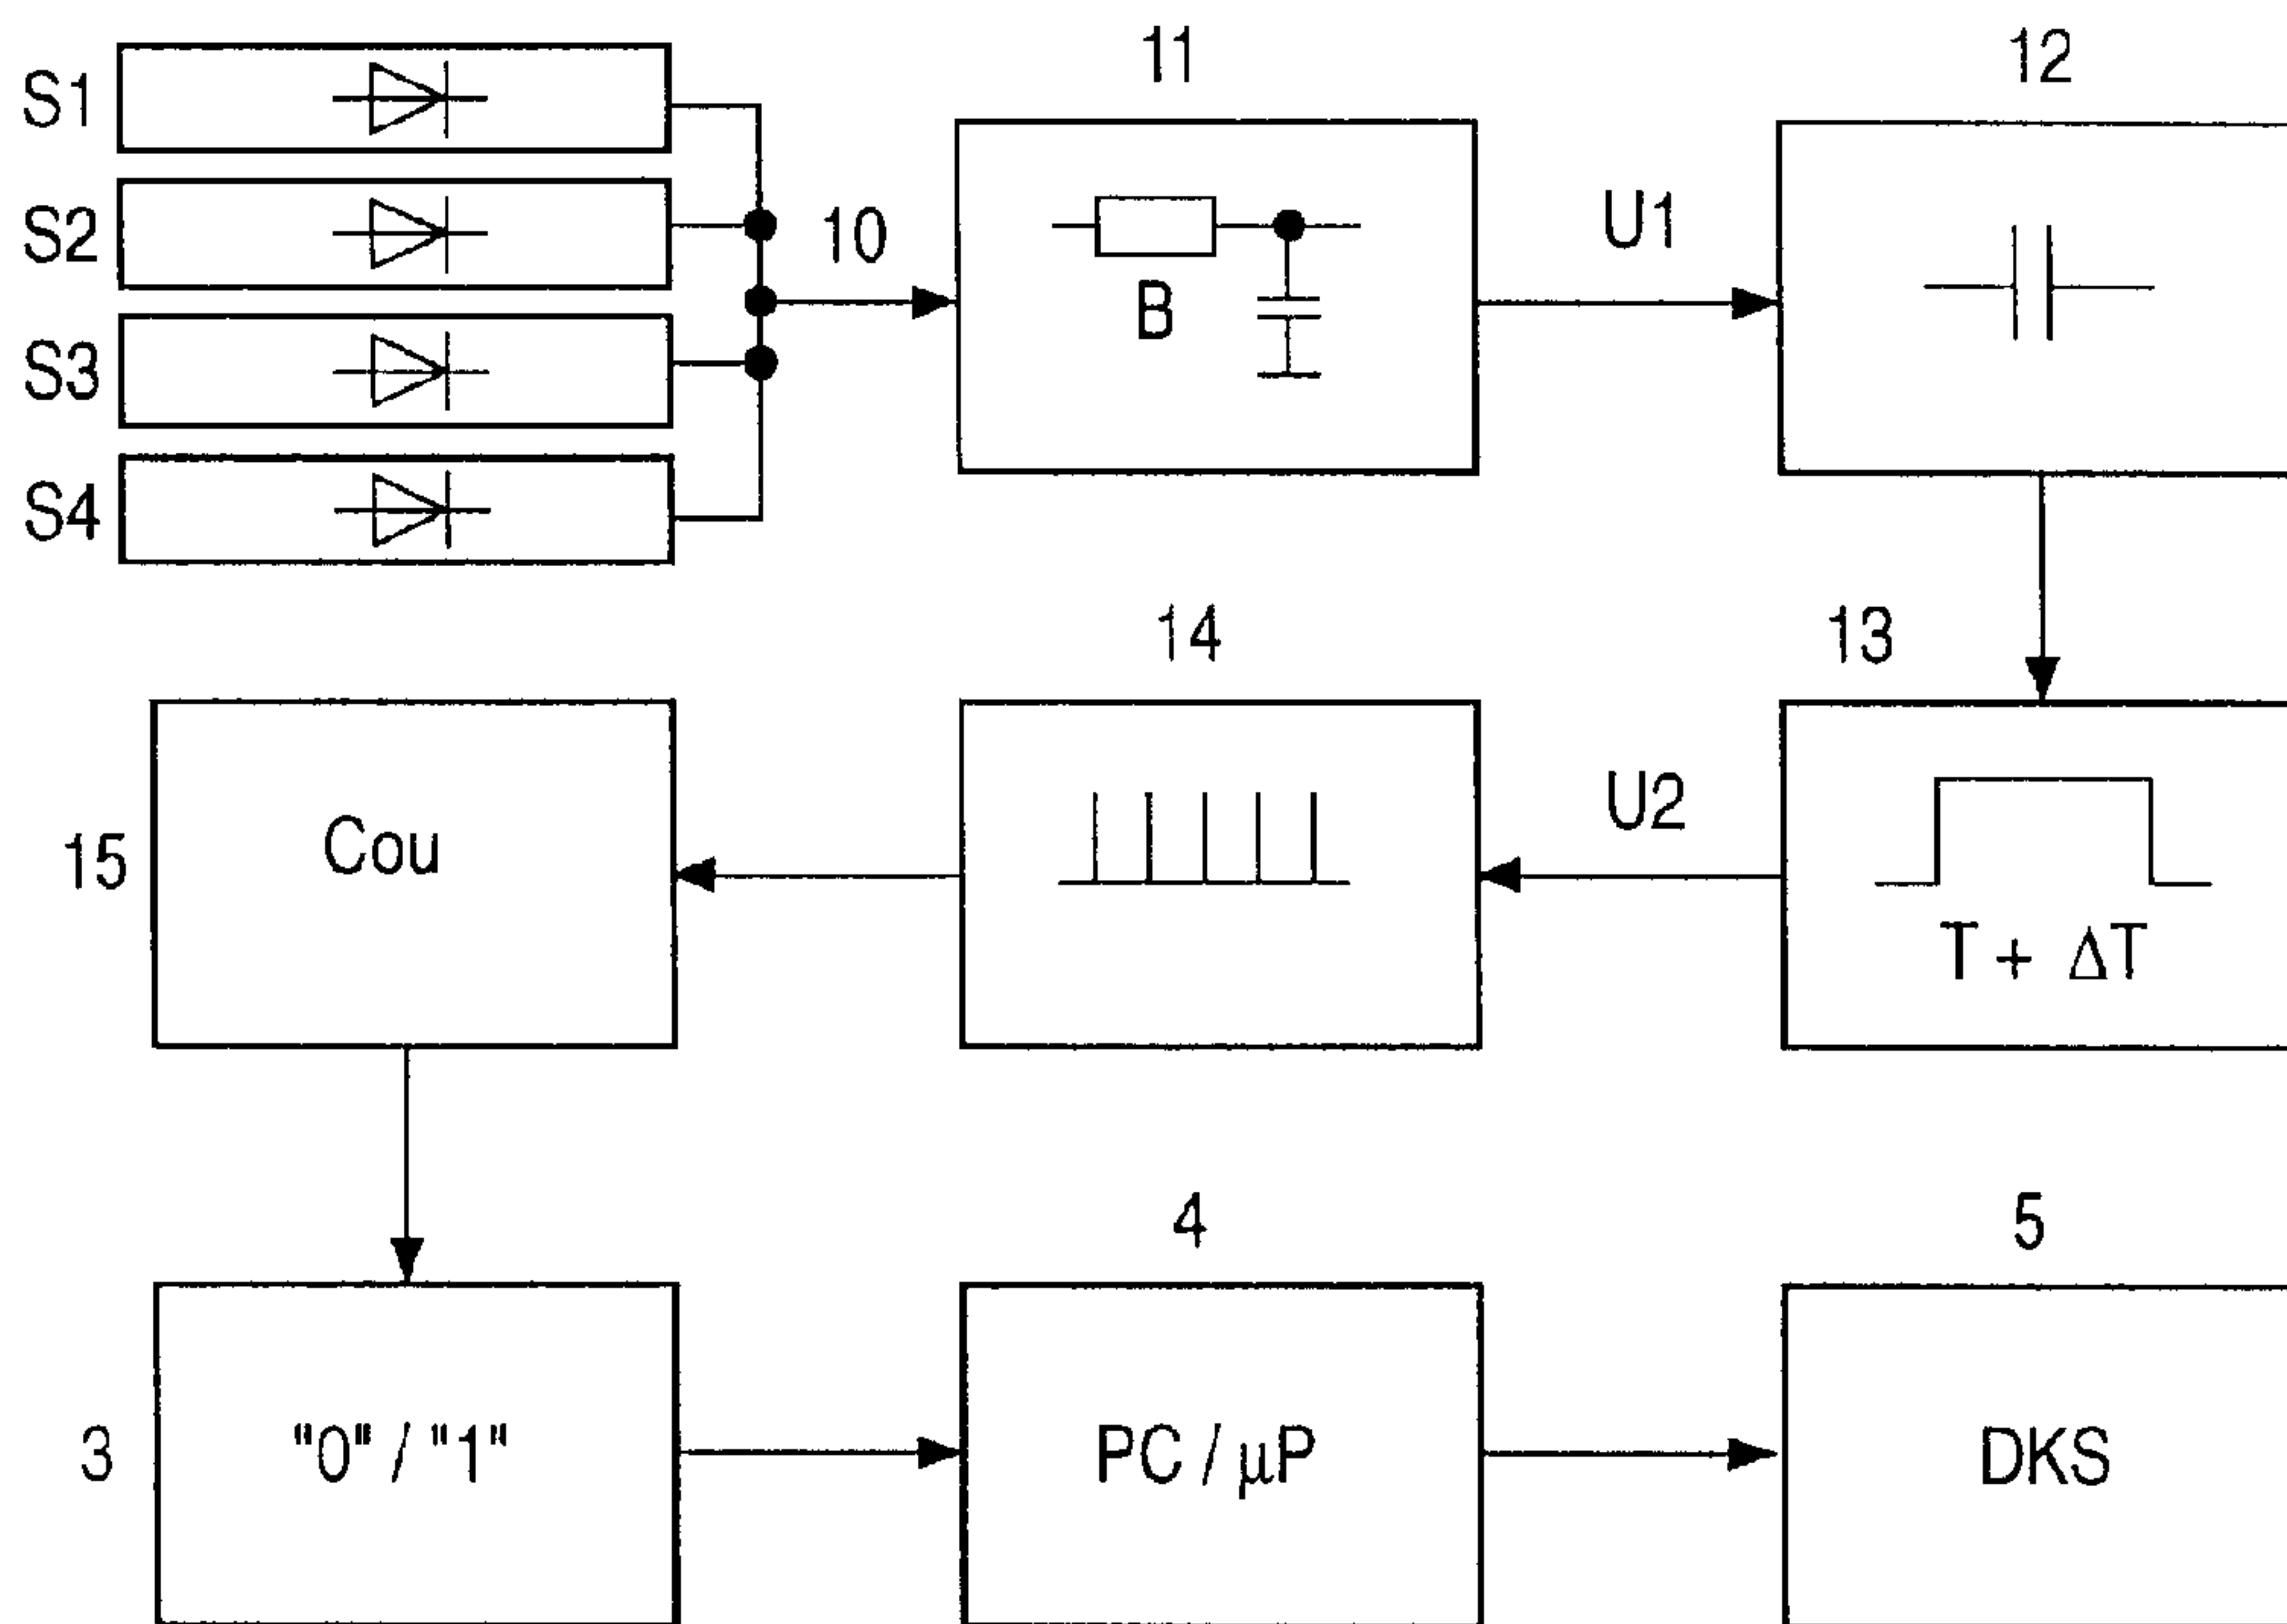 11
12
S1
S2
10
U1
B
S3
S4
14
13
15
Cou
U2
T + ΔT
4
5
3
"0" / "1"
PC / µP
DKS